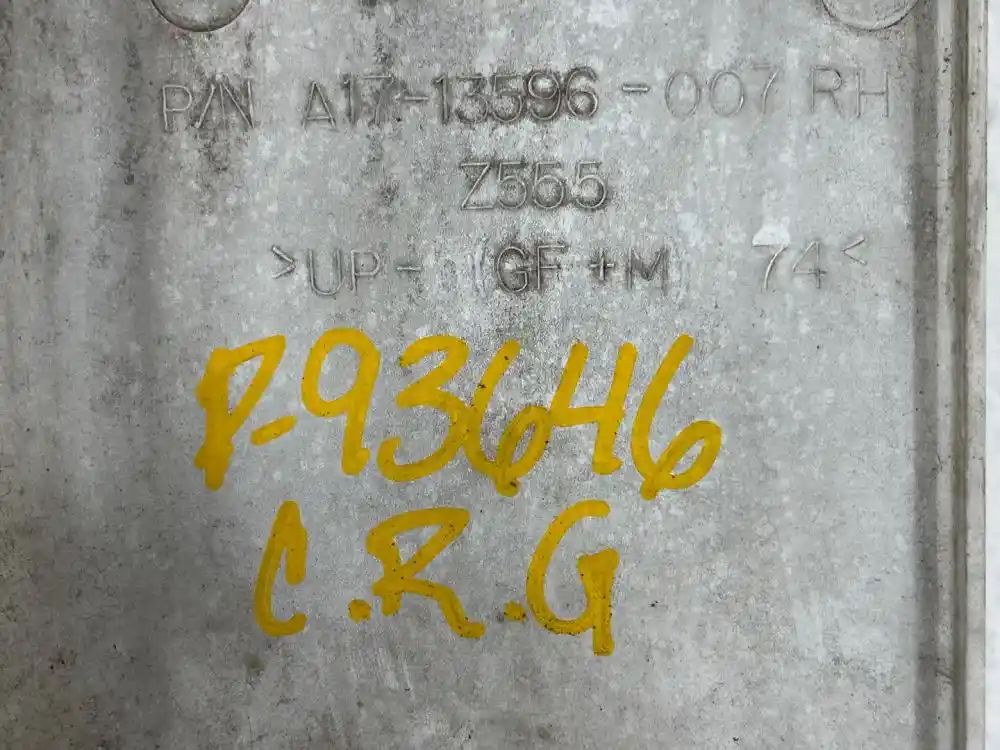 P/N A17-13596-007 RH
Z555
>UP- (GF+M) 74<
P-93646
C.R.G